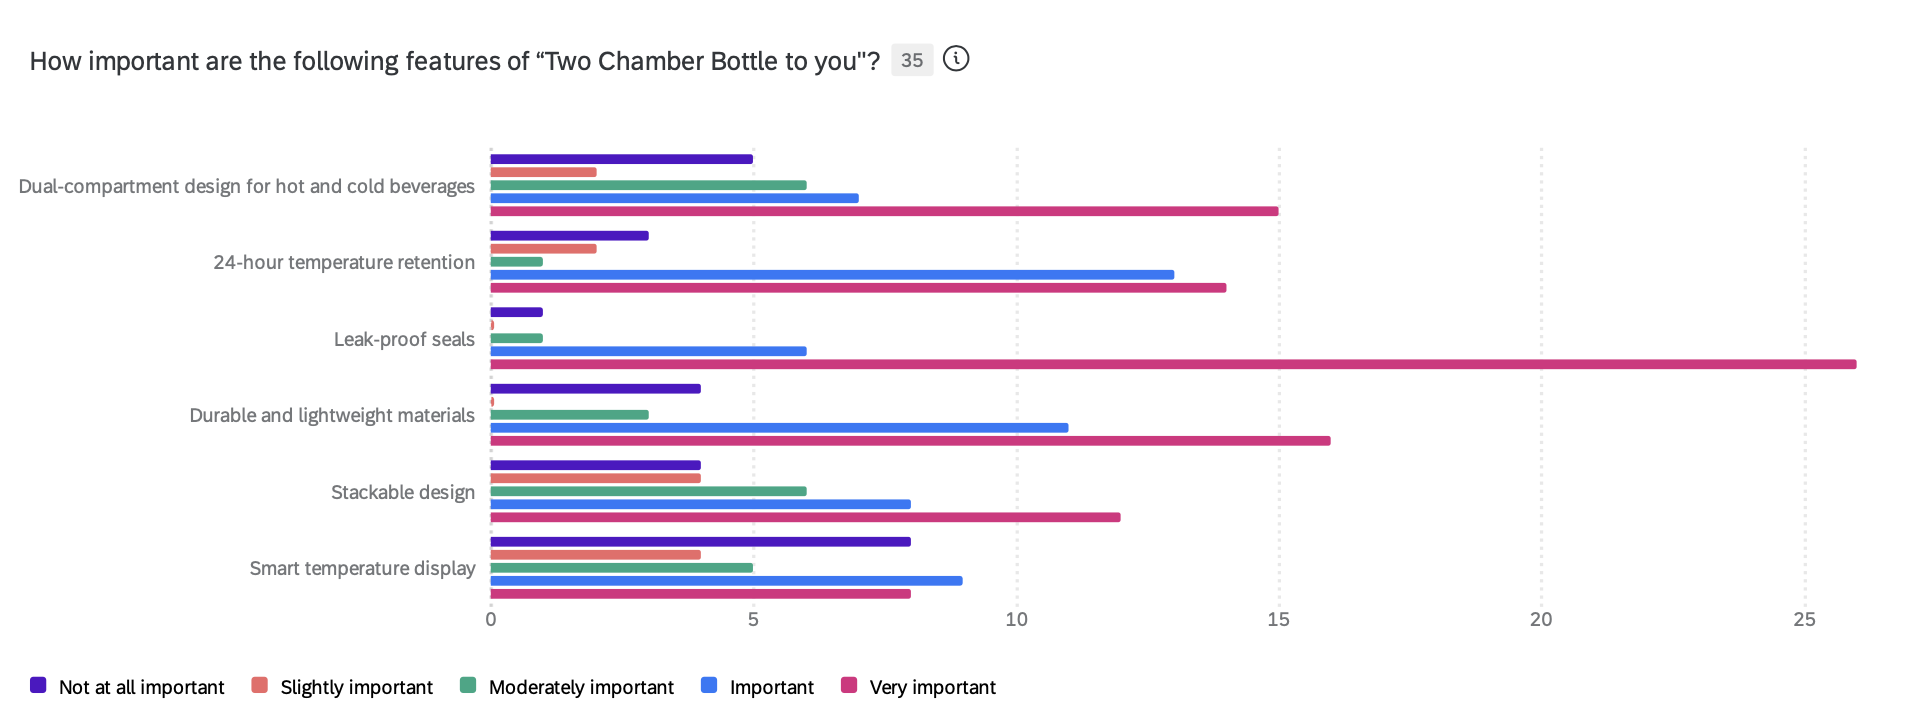 How important are the following features of “Two Chamber Bottle to you"? 35
Dual-compartment design for hot and cold beverages
24-hour temperature retention
Leak-proof seals
Durable and lightweight materials
Stackable design
Smart temperature display
0 5 10 15 20 25
Not at all important Slightly important Moderately important Important Very important